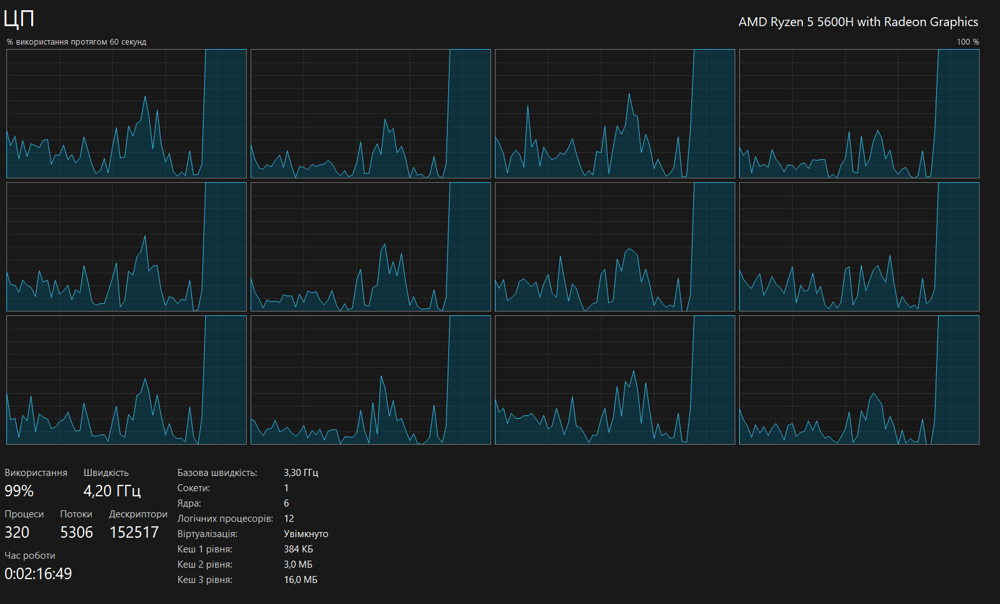 ЦП
AMD Ryzen 5 5600H with Radeon Graphics
% використання протягом 60 секунд
100 %
Використання
Швидкість
99%
4,20 ГГц
Процеси
Потоки
Дескриптори
320
5306
152517
Час роботи
0:02:16:49
Базова швидкість: 3,30 ГГц
Сокети: 1
Ядра: 6
Логічних процесорів: 12
Віртуалізація: Увімкнуто
Кеш 1 рівня: 384 КБ
Кеш 2 рівня: 3,0 МБ
Кеш 3 рівня: 16,0 МБ